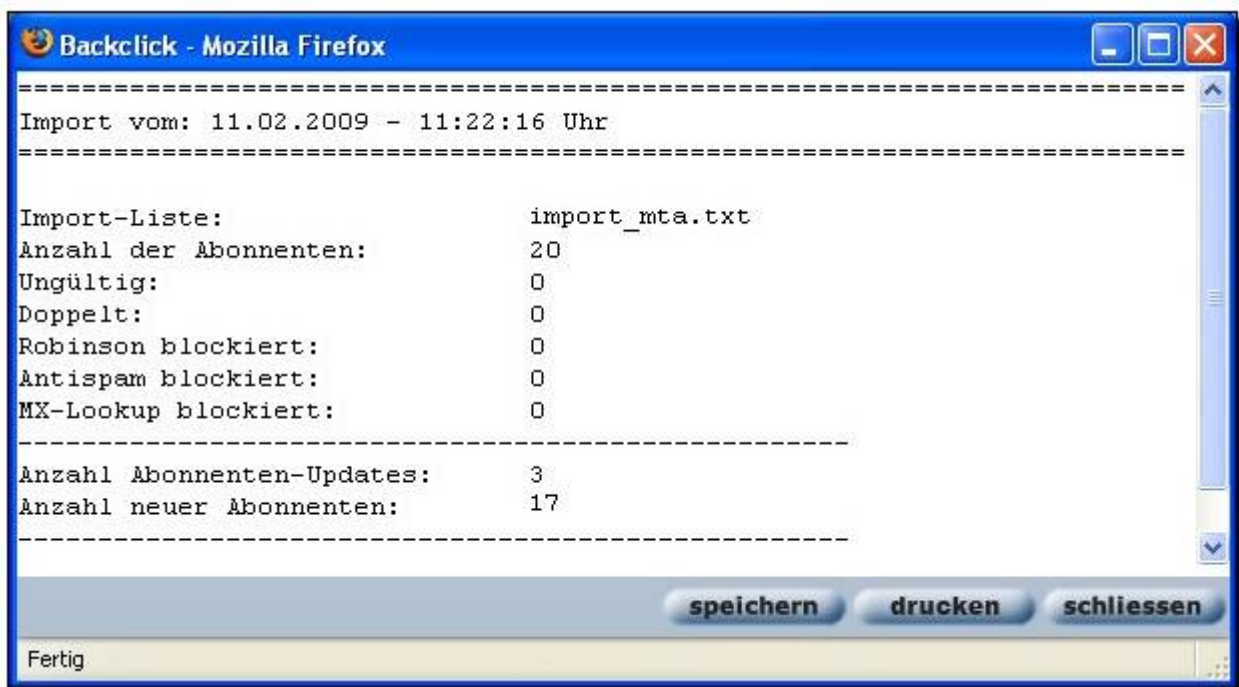 Backclick - Mozilla Firefox
=========================================================================
Import vom: 11.02.2009 - 11:22:16 Uhr
=========================================================================
Import-Liste: import_mta.txt
Anzahl der Abonnenten: 20
Ungültig: 0
Doppelt: 0
Robinson blockiert: 0
Antispam blockiert: 0
MX-Lookup blockiert: 0
----------------------------------------------------
Anzahl Abonnenten-Updates: 3
Anzahl neuer Abonnenten: 17
----------------------------------------------------
speichern drucken schliessen
Fertig